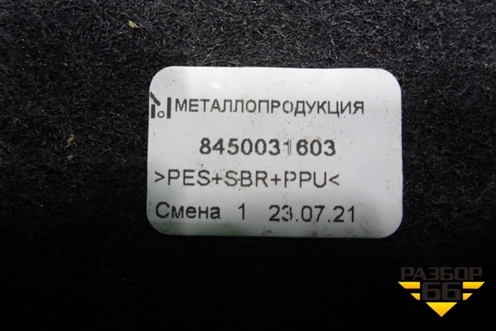 МЕТАЛЛОПРОДУКЦИЯ
8450031603
>PES+SBR+PPU<
Смена 1 23.07.21
РАЗБОР
66